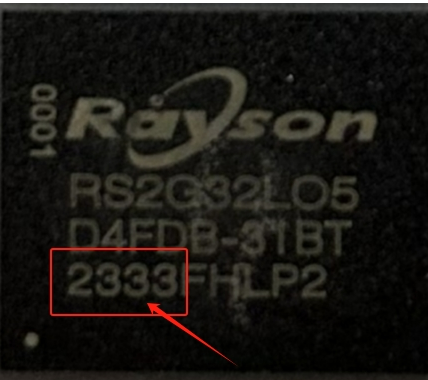 0001
Rayson
RS2G32LO5
D4FDB-31BT
2333FHLP2